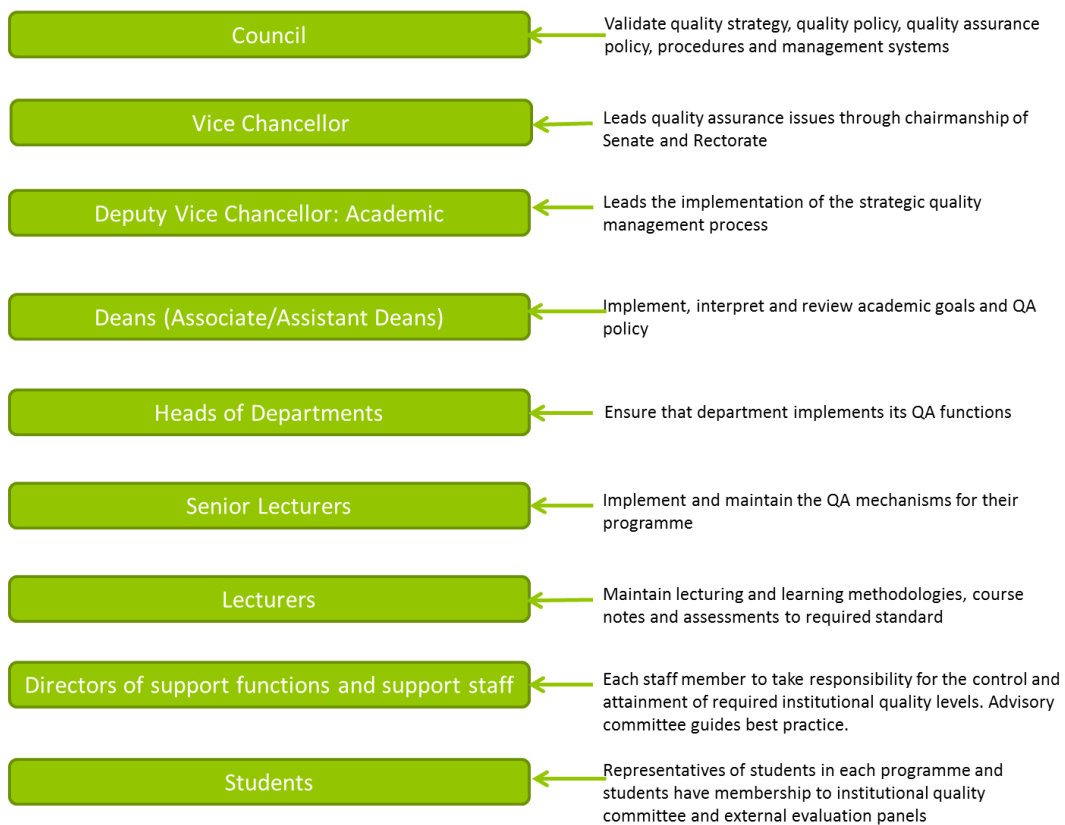 Council
Validate quality strategy, quality policy, quality assurance
policy, procedures and management systems
Vice Chancellor
Leads quality assurance issues through chairmanship of
Senate and Rectorate
Deputy Vice Chancellor: Academic
Leads the implementation of the strategic quality
management process
Deans (Associate/Assistant Deans)
Implement, interpret and review academic goals and QA
policy
Heads of Departments
Ensure that department implements its QA functions
Senior Lecturers
Implement and maintain the QA mechanisms for their
programme
Lecturers
Maintain lecturing and learning methodologies, course
notes and assessments to required standard
Directors of support functions and support staff
Each staff member to take responsibility for the control and
attainment of required institutional quality levels. Advisory
committee guides best practice.
Students
Representatives of students in each programme and
students have membership to institutional quality
committee and external evaluation panels